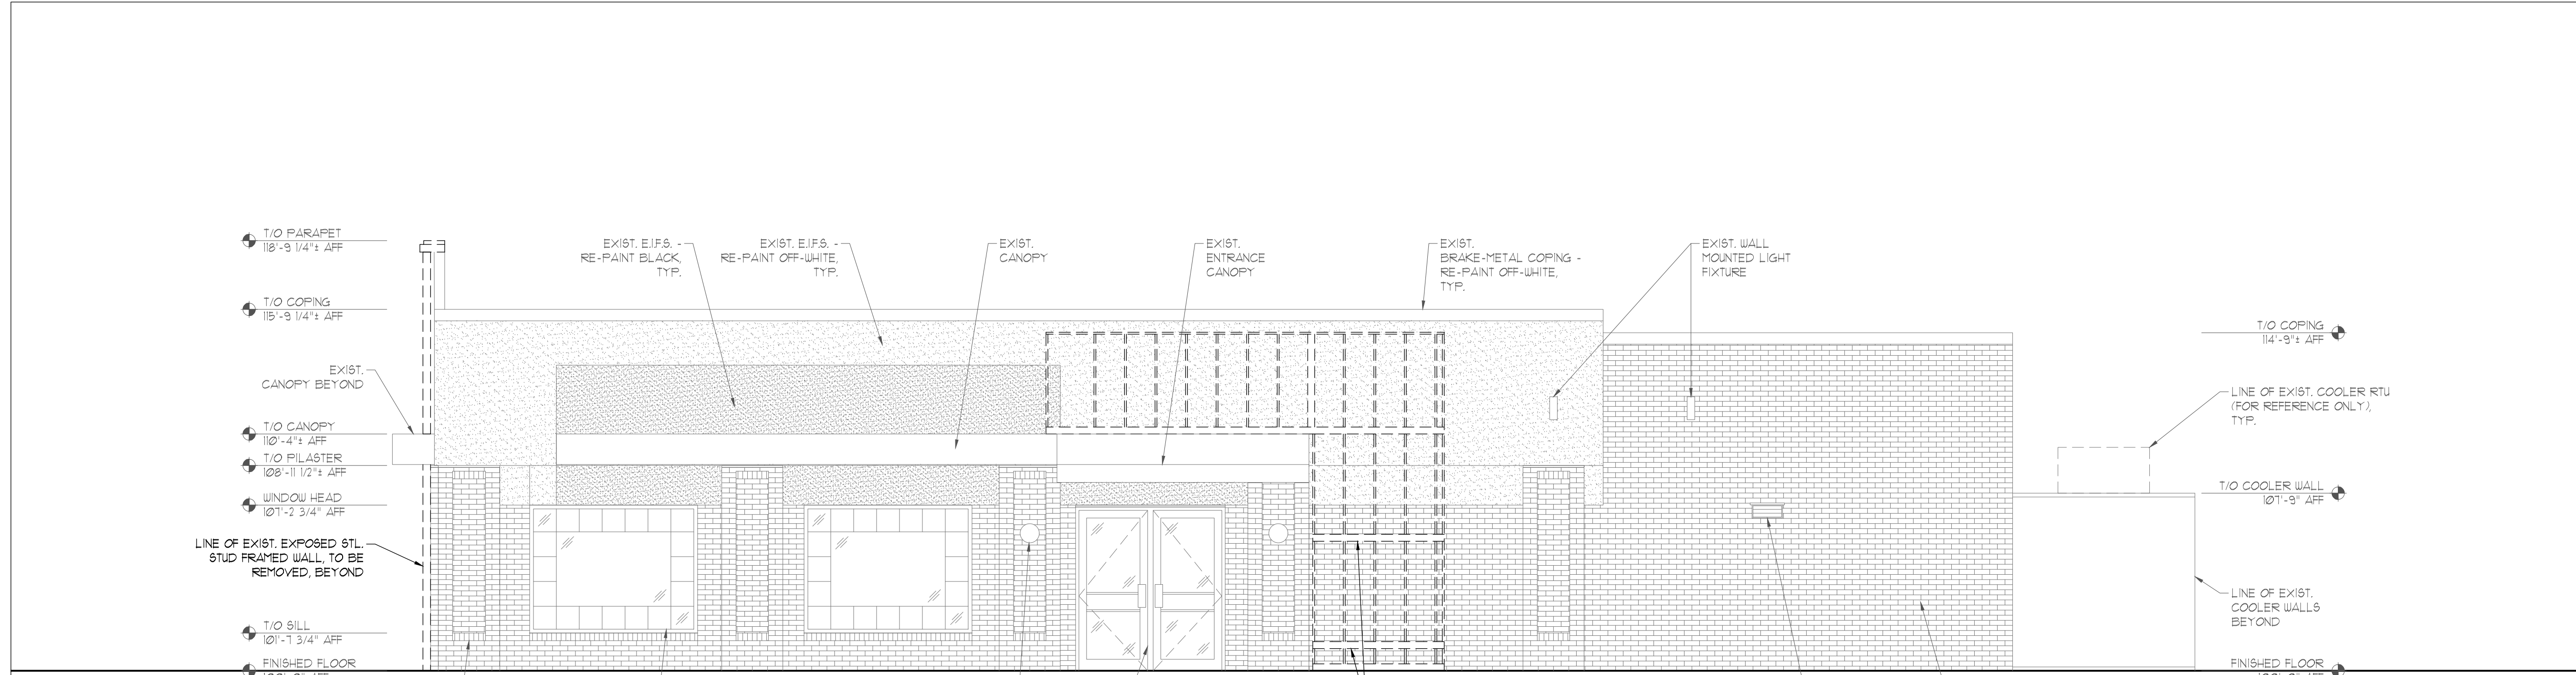 T/O PARAPET
118'-9 1/4"± AFF
T/O COPING
115'-9 1/4"± AFF
EXIST.
CANOPY BEYOND
T/O CANOPY
110'-4"± AFF
T/O PILASTER
108'-11 1/2"± AFF
WINDOW HEAD
107'-2 3/4" AFF
LINE OF EXIST. EXPOSED STL.
STUD FRAMED WALL, TO BE
REMOVED, BEYOND
T/O SILL
101'-7 3/4" AFF
FINISHED FLOOR
EXIST. E.I.F.S. -
RE-PAINT BLACK,
TYP.
EXIST. E.I.F.S. -
RE-PAINT OFF-WHITE,
TYP.
EXIST.
CANOPY
EXIST.
ENTRANCE
CANOPY
EXIST.
BRAKE-METAL COPING -
RE-PAINT OFF-WHITE,
TYP.
EXIST. WALL
MOUNTED LIGHT
FIXTURE
T/O COPING
114'-9"± AFF
LINE OF EXIST. COOLER RTU
(FOR REFERENCE ONLY),
TYP.
T/O COOLER WALL
107'-9" AFF
LINE OF EXIST.
COOLER WALLS
BEYOND
FINISHED FLOOR